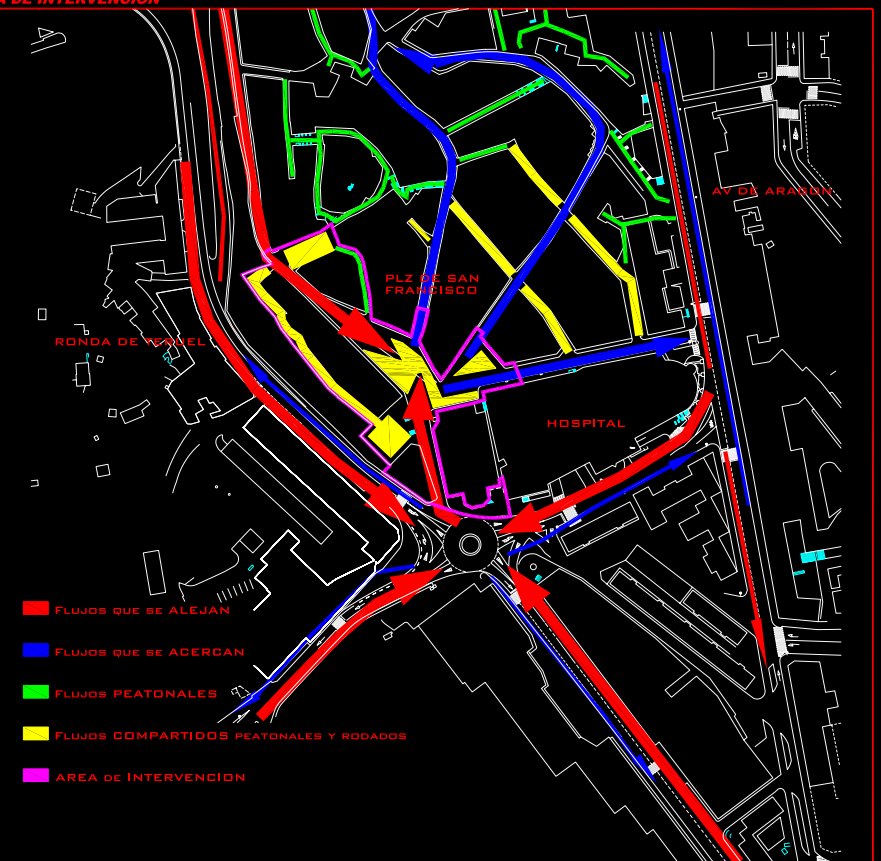 A DE INTERVENCIÓN
AV DE ARAGON
PLZ DE SAN
FRANCISCO
RONDA DE TERUEL
HOSPITAL
FLUJOS QUE SE ALEJAN
FLUJOS QUE SE ACERCAN
FLUJOS PEATONALES
FLUJOS COMPARTIDOS PEATONALES Y RODADOS
AREA DE INTERVENCION